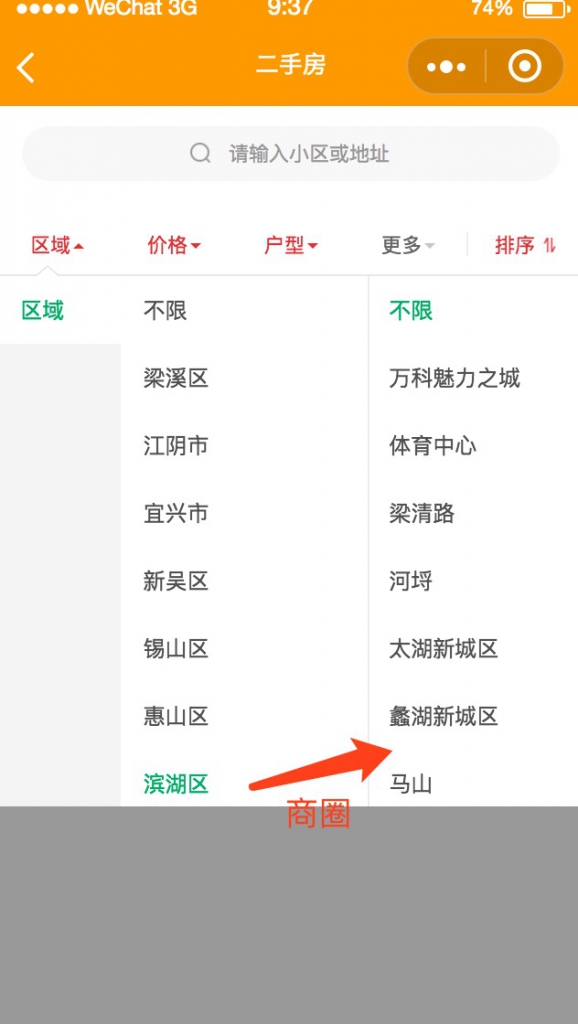 ●●●●● WeChat 3G 9:37 74%
二手房
请输入小区或地址
区域 价格 户型 更多 排序
区域 不限 不限
梁溪区 万科魅力之城
江阴市 体育中心
宜兴市 梁清路
新吴区 河埒
锡山区 太湖新城区
惠山区 蠡湖新城区
滨湖区 马山
商圈